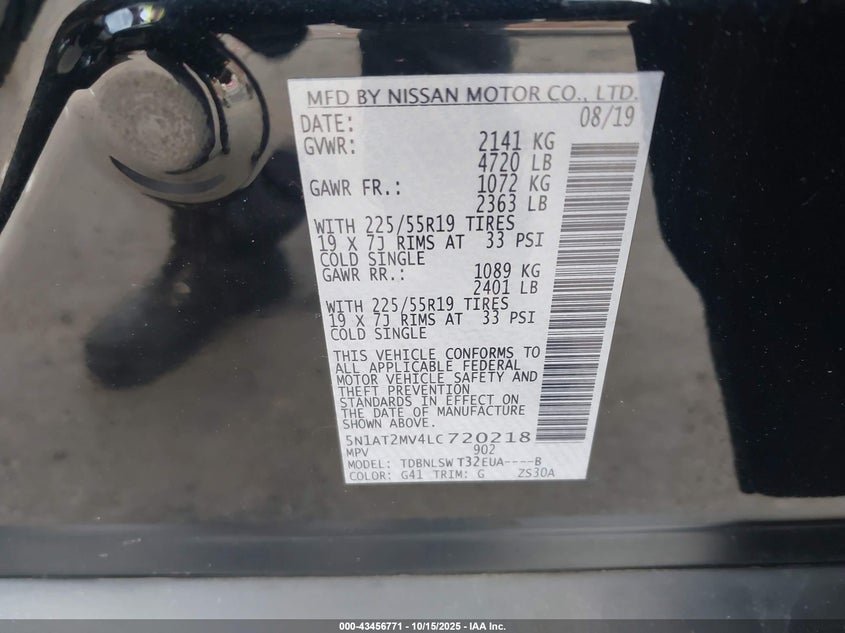 MFD BY NISSAN MOTOR CO., LTD.
DATE: 08/19
GVWR: 2141 KG
4720 LB
GAWR FR.: 1072 KG
2363 LB
WITH 225/55R19 TIRES
19 X 7J RIMS AT 33 PSI
COLD SINGLE
GAWR RR.: 1089 KG
2401 LB
WITH 225/55R19 TIRES
19 X 7J RIMS AT 33 PSI
COLD SINGLE
THIS VEHICLE CONFORMS TO
ALL APPLICABLE FEDERAL
MOTOR VEHICLE SAFETY AND
THEFT PREVENTION
STANDARDS IN EFFECT ON
THE DATE OF MANUFACTURE
SHOWN ABOVE.
5N1AT2MV4LC720218
MPV 902
MODEL: TDBNLSW T32EUA----B
COLOR: G41 TRIM: G ZS30A
000-43456771 | 10/15/2025 | IAA Inc.